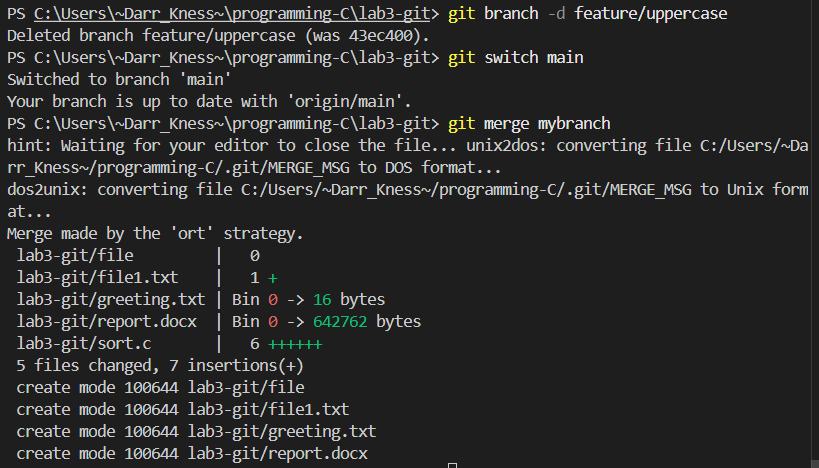 PS C:\Users\~Darr_Kness~\programming-C\lab3-git> git branch -d feature/uppercase
Deleted branch feature/uppercase (was 43ec400).
PS C:\Users\~Darr_Kness~\programming-C\lab3-git> git switch main
Switched to branch 'main'
Your branch is up to date with 'origin/main'.
PS C:\Users\~Darr_Kness~\programming-C\lab3-git> git merge mybranch
hint: Waiting for your editor to close the file... unix2dos: converting file C:/Users/~Da
rr_Kness~/programming-C/.git/MERGE_MSG to DOS format...
dos2unix: converting file C:/Users/~Darr_Kness~/programming-C/.git/MERGE_MSG to Unix form
at...
Merge made by the 'ort' strategy.
 lab3-git/file         |   0
 lab3-git/file1.txt    |   1 +
 lab3-git/greeting.txt | Bin 0 -> 16 bytes
 lab3-git/report.docx  | Bin 0 -> 642762 bytes
 lab3-git/sort.c       |   6 ++++++
 5 files changed, 7 insertions(+)
 create mode 100644 lab3-git/file
 create mode 100644 lab3-git/file1.txt
 create mode 100644 lab3-git/greeting.txt
 create mode 100644 lab3-git/report.docx